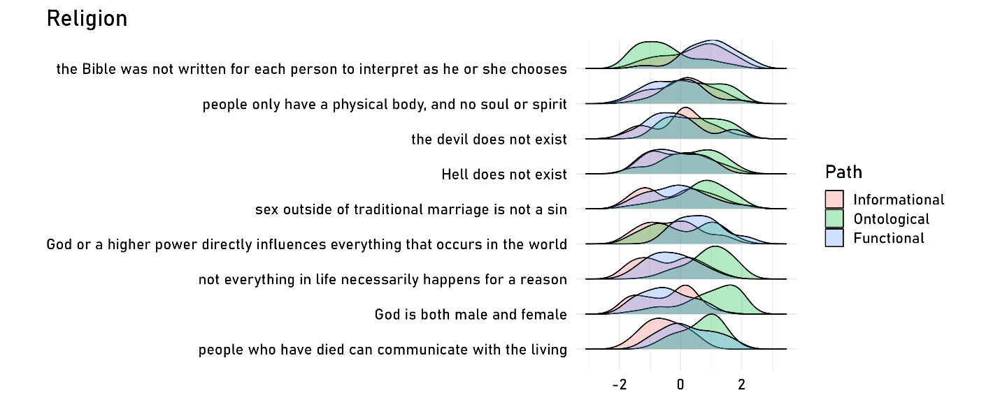 Religion
the Bible was not written for each person to interpret as he or she chooses
people only have a physical body, and no soul or spirit
the devil does not exist
Hell does not exist
sex outside of traditional marriage is not a sin
God or a higher power directly influences everything that occurs in the world
not everything in life necessarily happens for a reason
God is both male and female
people who have died can communicate with the living
-2 0 2
Path
Informational
Ontological
Functional